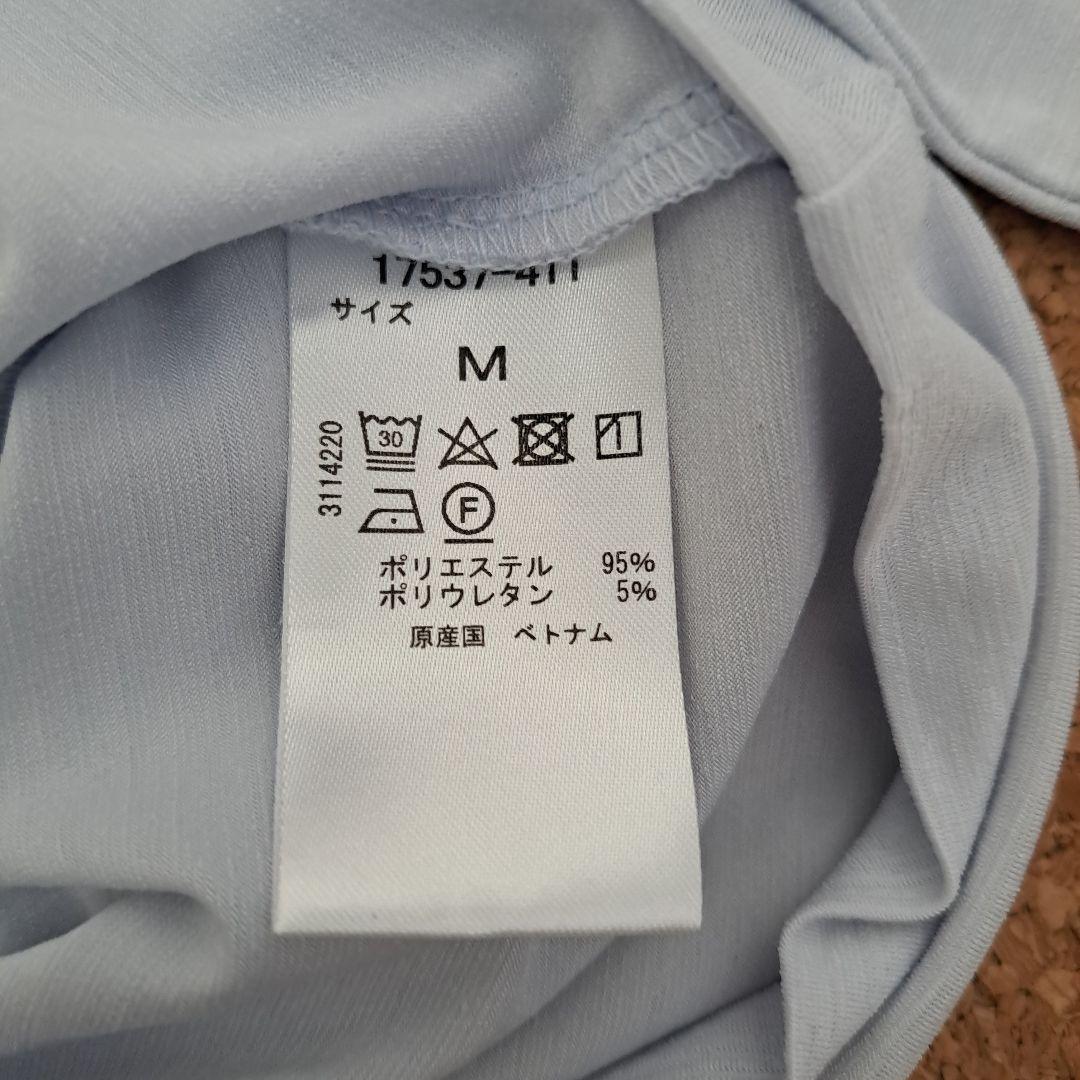 17537-411
サイズ
M
3114220
30
F
ポリエステル 95%
ポリウレタン 5%
原産国 ベトナム